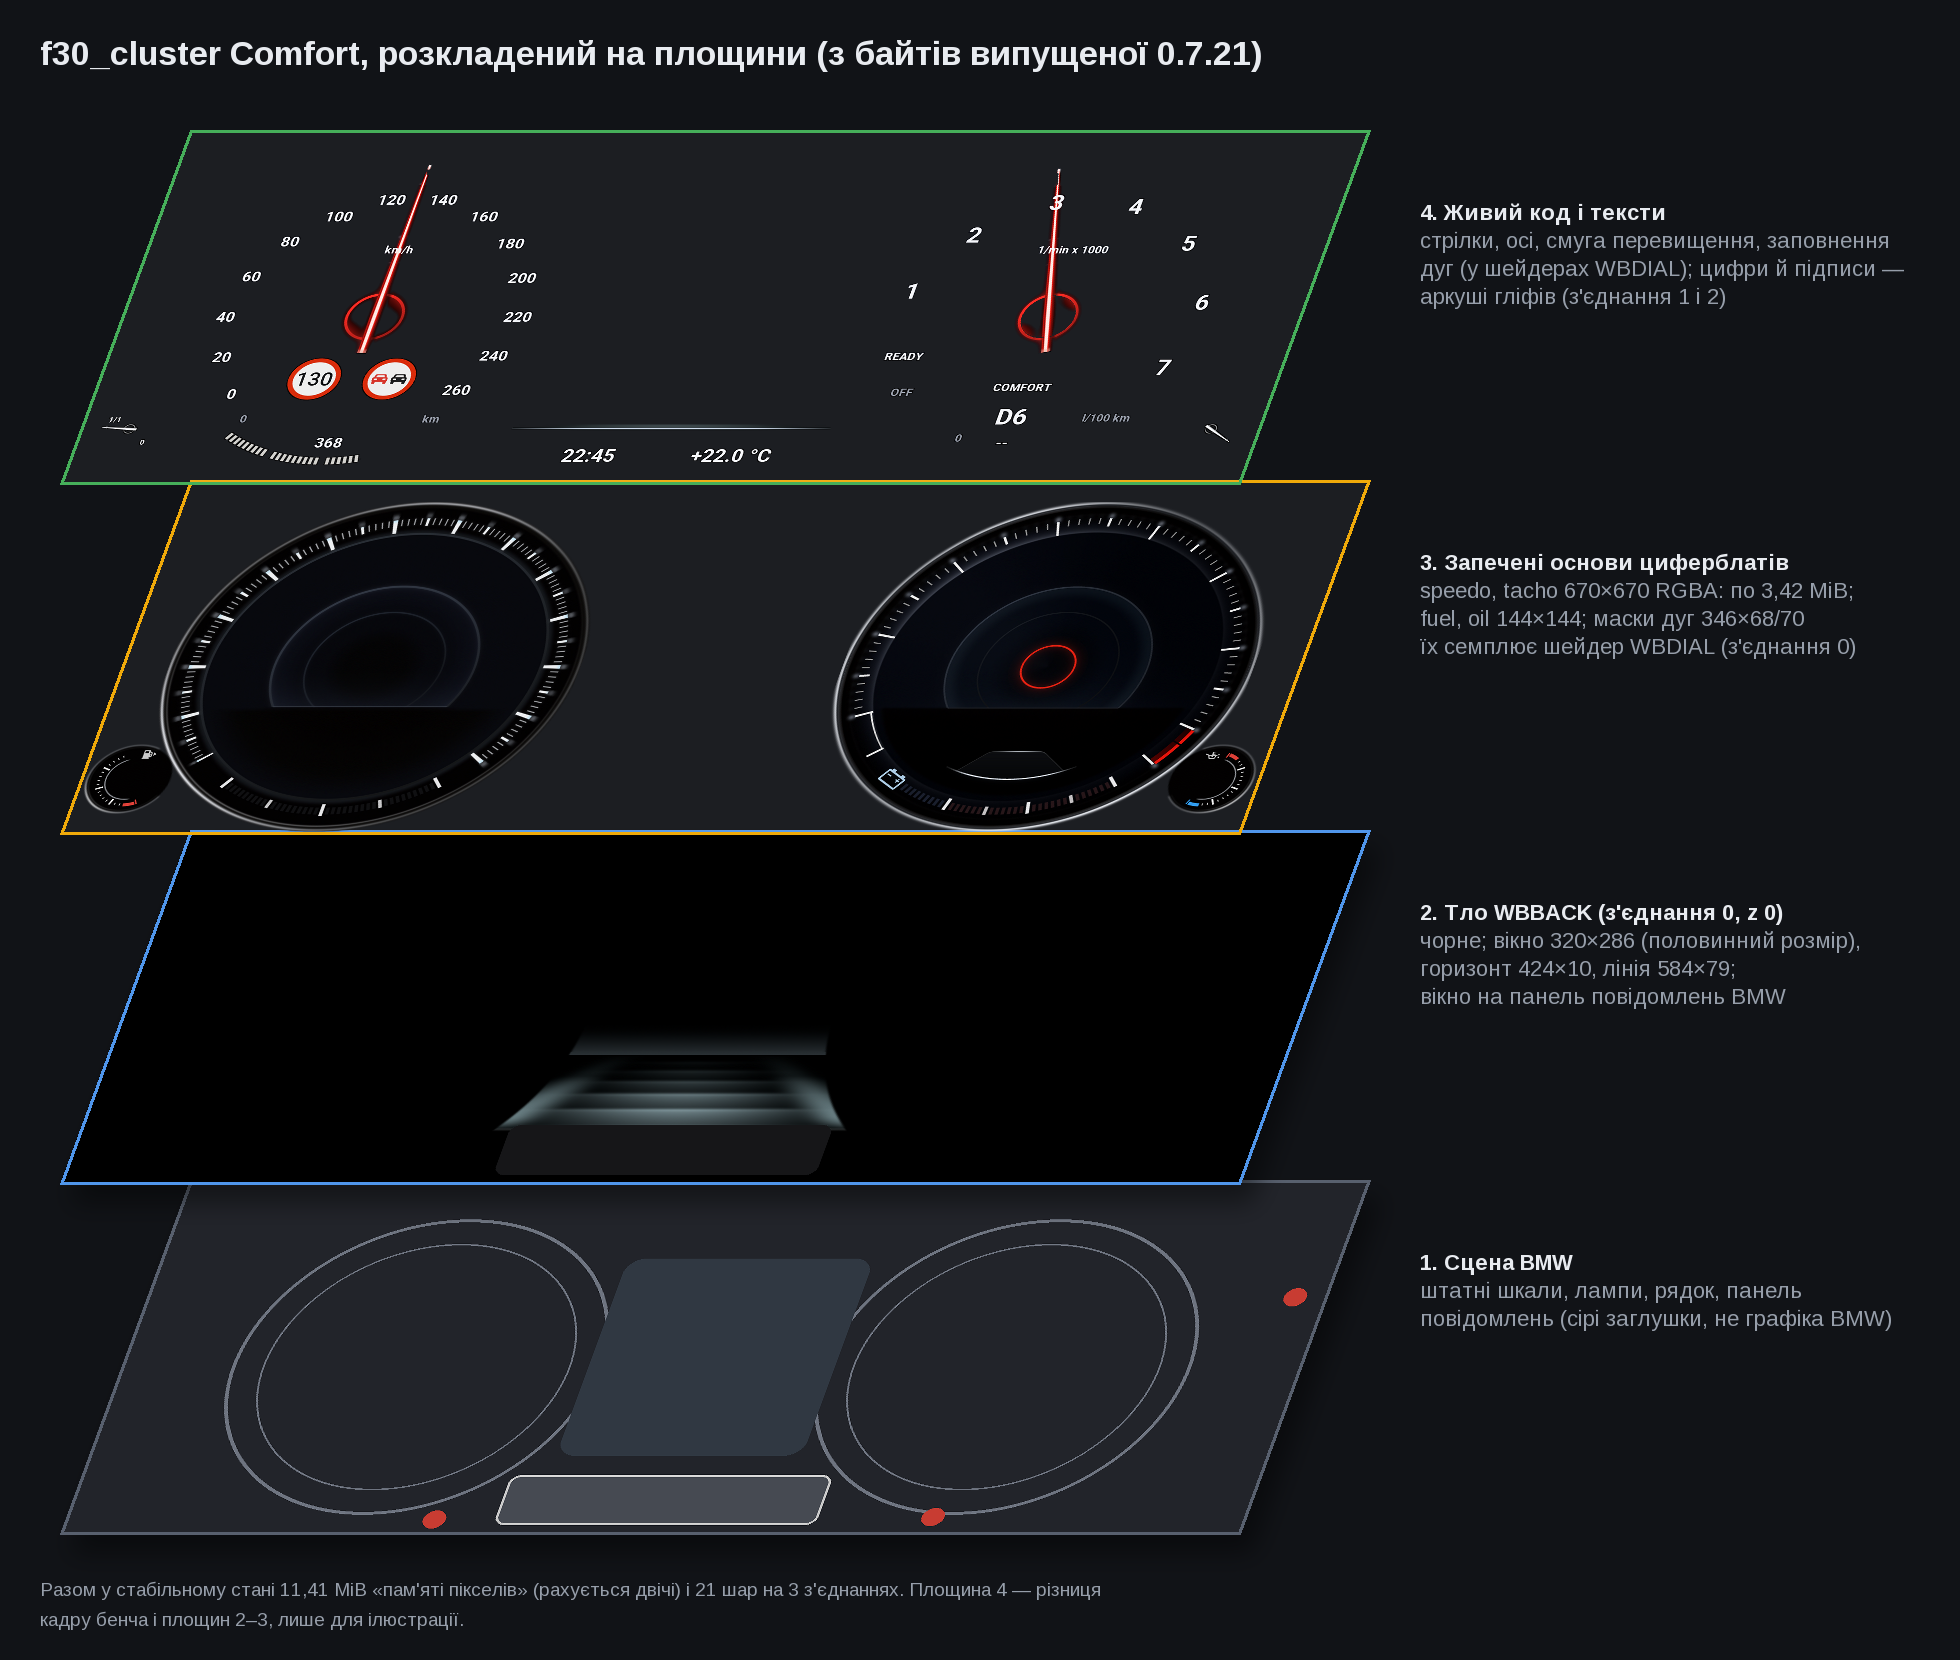 f30_cluster Comfort, розкладений на площини (з байтів випущеної 0.7.21)
120 140
100 160
80 180
km/h
60 200
40 220
20 240
0 260
130
0 km
1/1
0
368
22:45 +22.0 °C
3 4
2 5
1/min x 1000
1 6
READY 7
OFF
COMFORT
D6 l/100 km
0 --
4. Живий код і тексти
стрілки, осі, смуга перевищення, заповнення
дуг (у шейдерах WBDIAL); цифри й підписи —
аркуші гліфів (з'єднання 1 і 2)
3. Запечені основи циферблатів
speedo, tacho 670×670 RGBA: по 3,42 MiB;
fuel, oil 144×144; маски дуг 346×68/70
їх семплює шейдер WBDIAL (з'єднання 0)
2. Тло WBBACK (з'єднання 0, z 0)
чорне; вікно 320×286 (половинний розмір),
горизонт 424×10, лінія 584×79;
вікно на панель повідомлень BMW
1. Сцена BMW
штатні шкали, лампи, рядок, панель
повідомлень (сірі заглушки, не графіка BMW)
Разом у стабільному стані 11,41 MiB «пам'яті пікселів» (рахується двічі) і 21 шар на 3 з'єднаннях. Площина 4 — різниця
кадру бенча і площин 2–3, лише для ілюстрації.